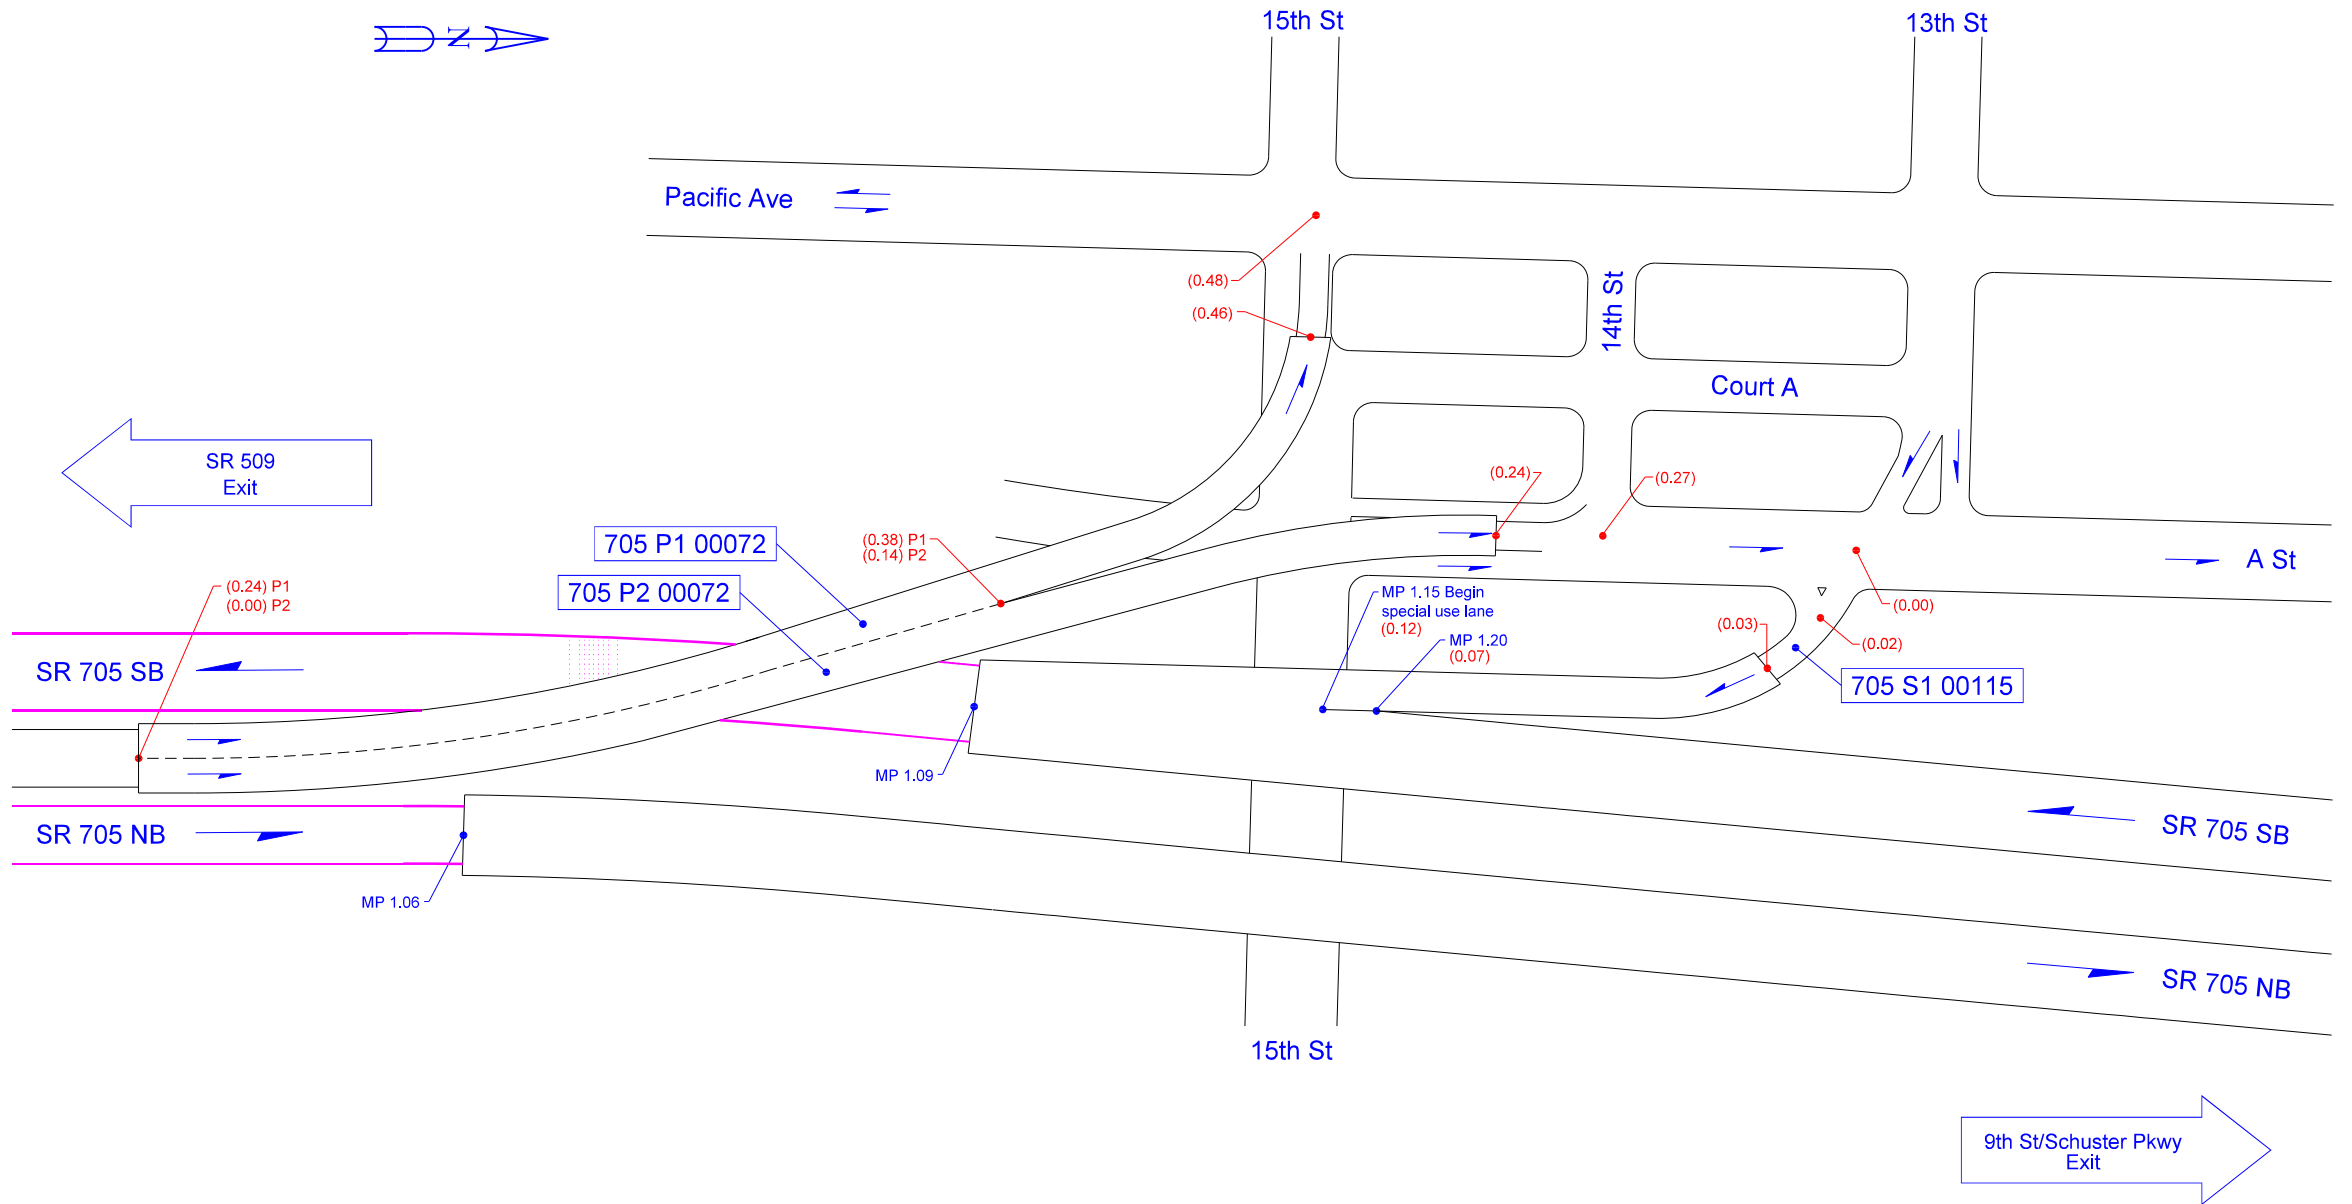 15th St
13th St
N
Pacific Ave
(0.48)
(0.46)
14th St
Court A
SR 509
Exit
(0.24)
(0.27)
705 P1 00072
(0.38) P1
(0.14) P2
A St
705 P2 00072
(0.24) P1
(0.00) P2
MP 1.15 Begin
special use lane
(0.12)
(0.00)
(0.03)
(0.02)
MP 1.20
(0.07)
SR 705 SB
705 S1 00115
MP 1.09
SR 705 NB
SR 705 SB
MP 1.06
SR 705 NB
15th St
9th St/Schuster Pkwy
Exit